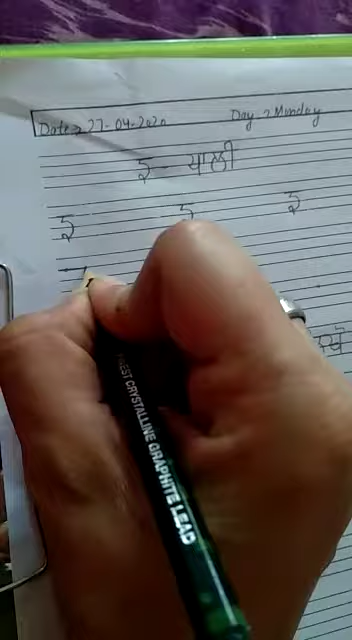 Date → 27-04-2020 Day → Monday
ਙ - ਖਾਲੀ
ਙ ਙ ਙ
FINEST CRYSTALLINE GRAPHITE LEAD